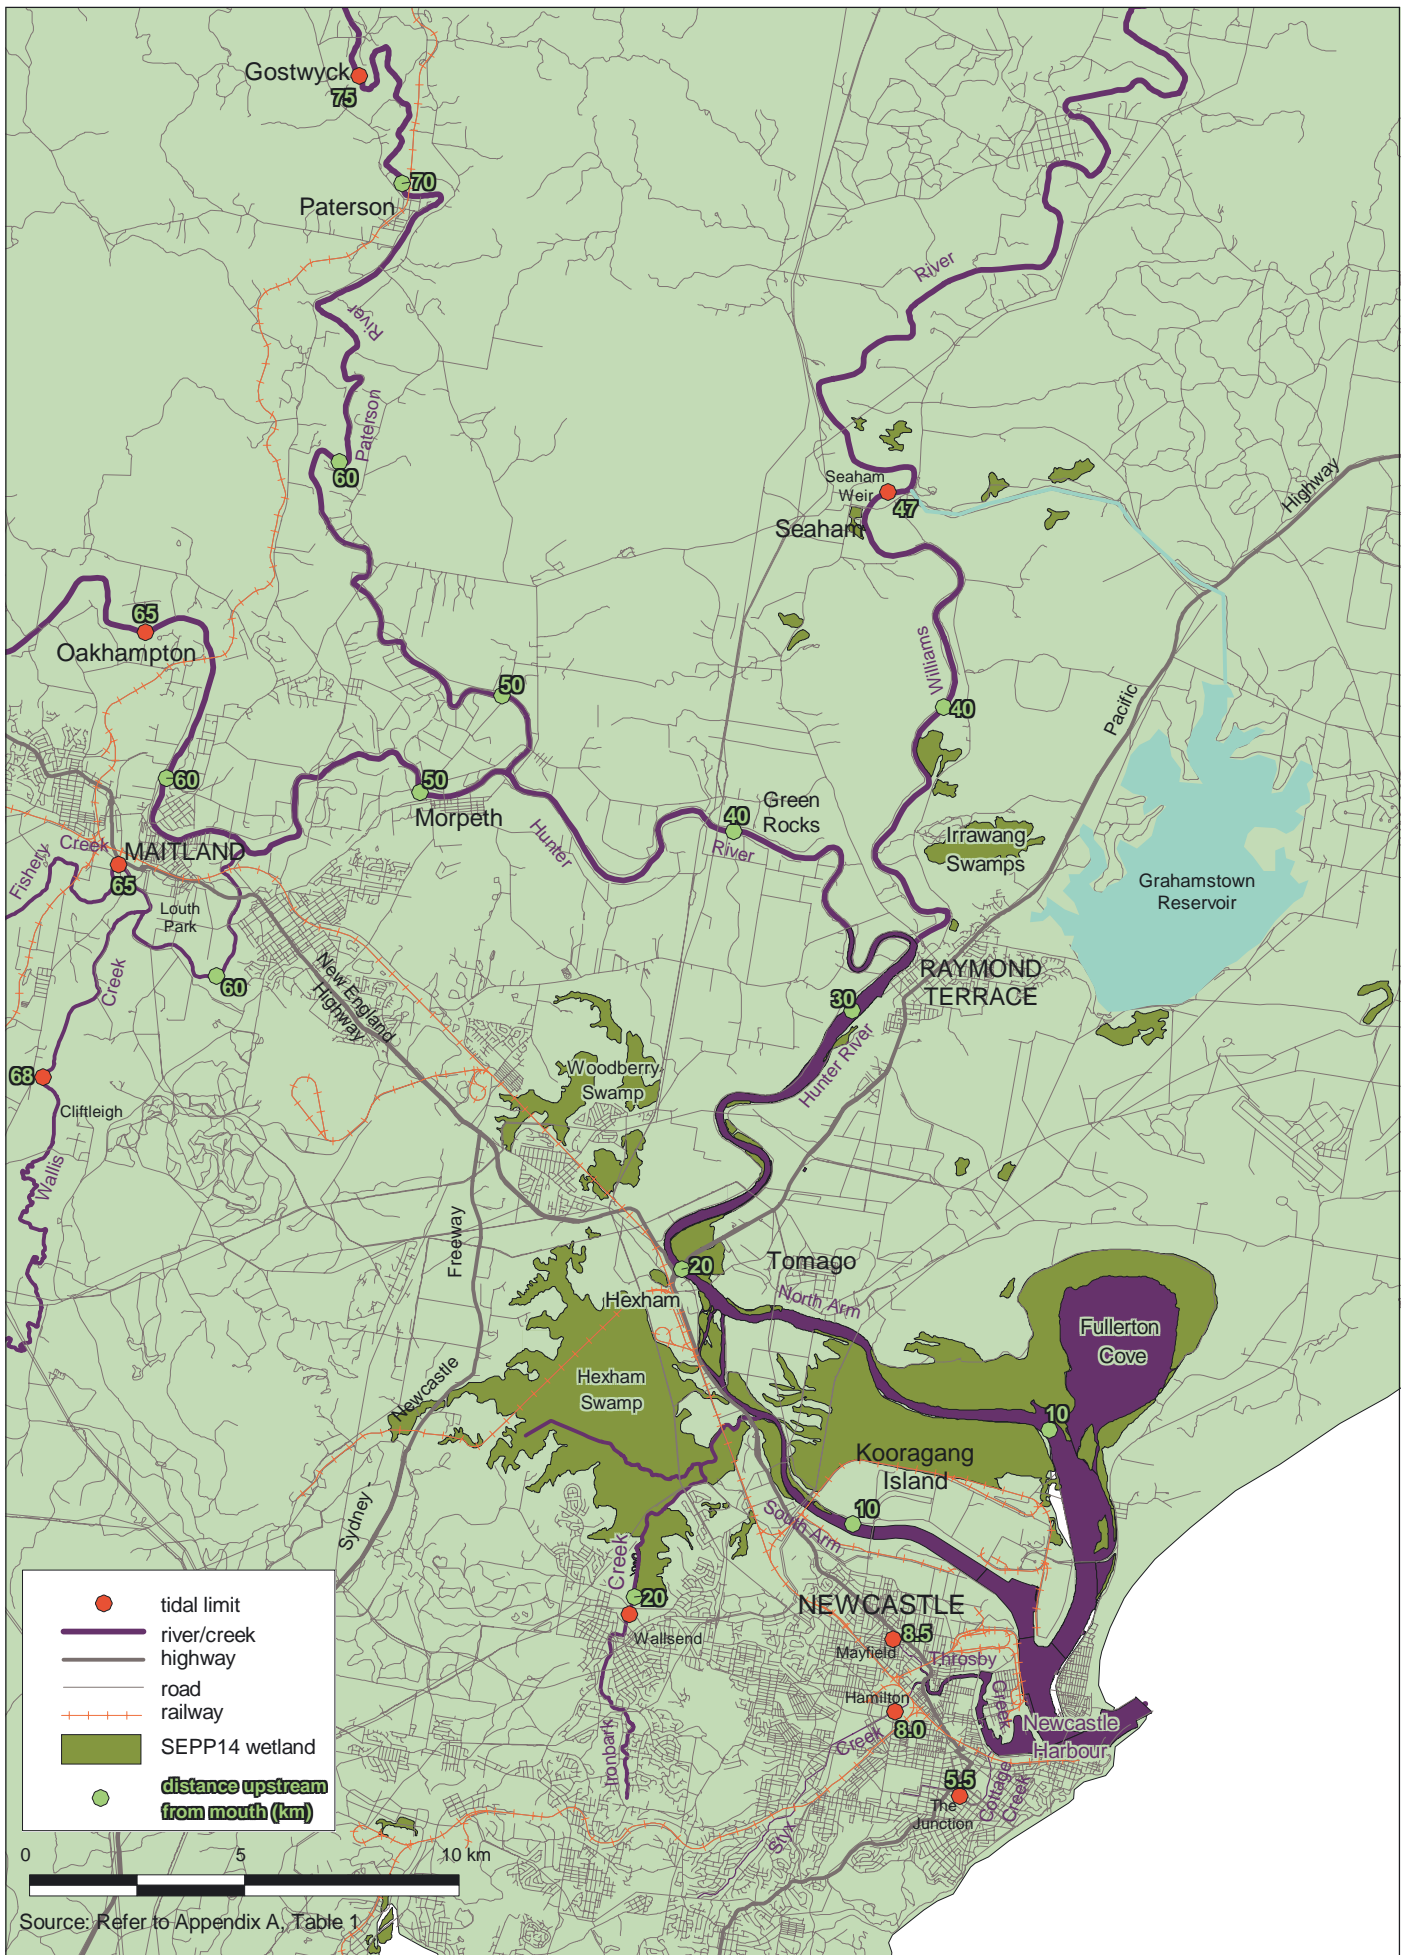 Gostwyck
75
70
Paterson
River
River
Paterson
60
Seaham
Weir
47
Seaham
Highway
65
Oakhampton
Williams
50
40
Pacific
60
50
Morpeth
Green
Rocks
40
River
Hunter
Irrawang
Swamps
Grahamstown
Reservoir
Creek
MAITLAND
Fishery
65
Louth
Park
Creek
60
New England
Highway
RAYMOND
TERRACE
30
Hunter River
68
Cliftleigh
Wallis
Woodberry
Swamp
Freeway
20
Tomago
North Arm
Hexham
Fullerton
Cove
Hexham
Swamp
Newcastle
10
Kooragang
Island
Sydney -
10
South Arm
Creek
20
NEWCASTLE
Wallsend
8.5
Mayfield
Throsby
Creek
Hamilton
8.0
Creek
Newcastle
Harbour
Ironbark
5.5
The
Junction
Cottage
Creek
Styx
tidal limit
river/creek
highway
road
railway
SEPP14 wetland
distance upstream
from mouth (km)
0 5 10 km
Source: Refer to Appendix A, Table 1